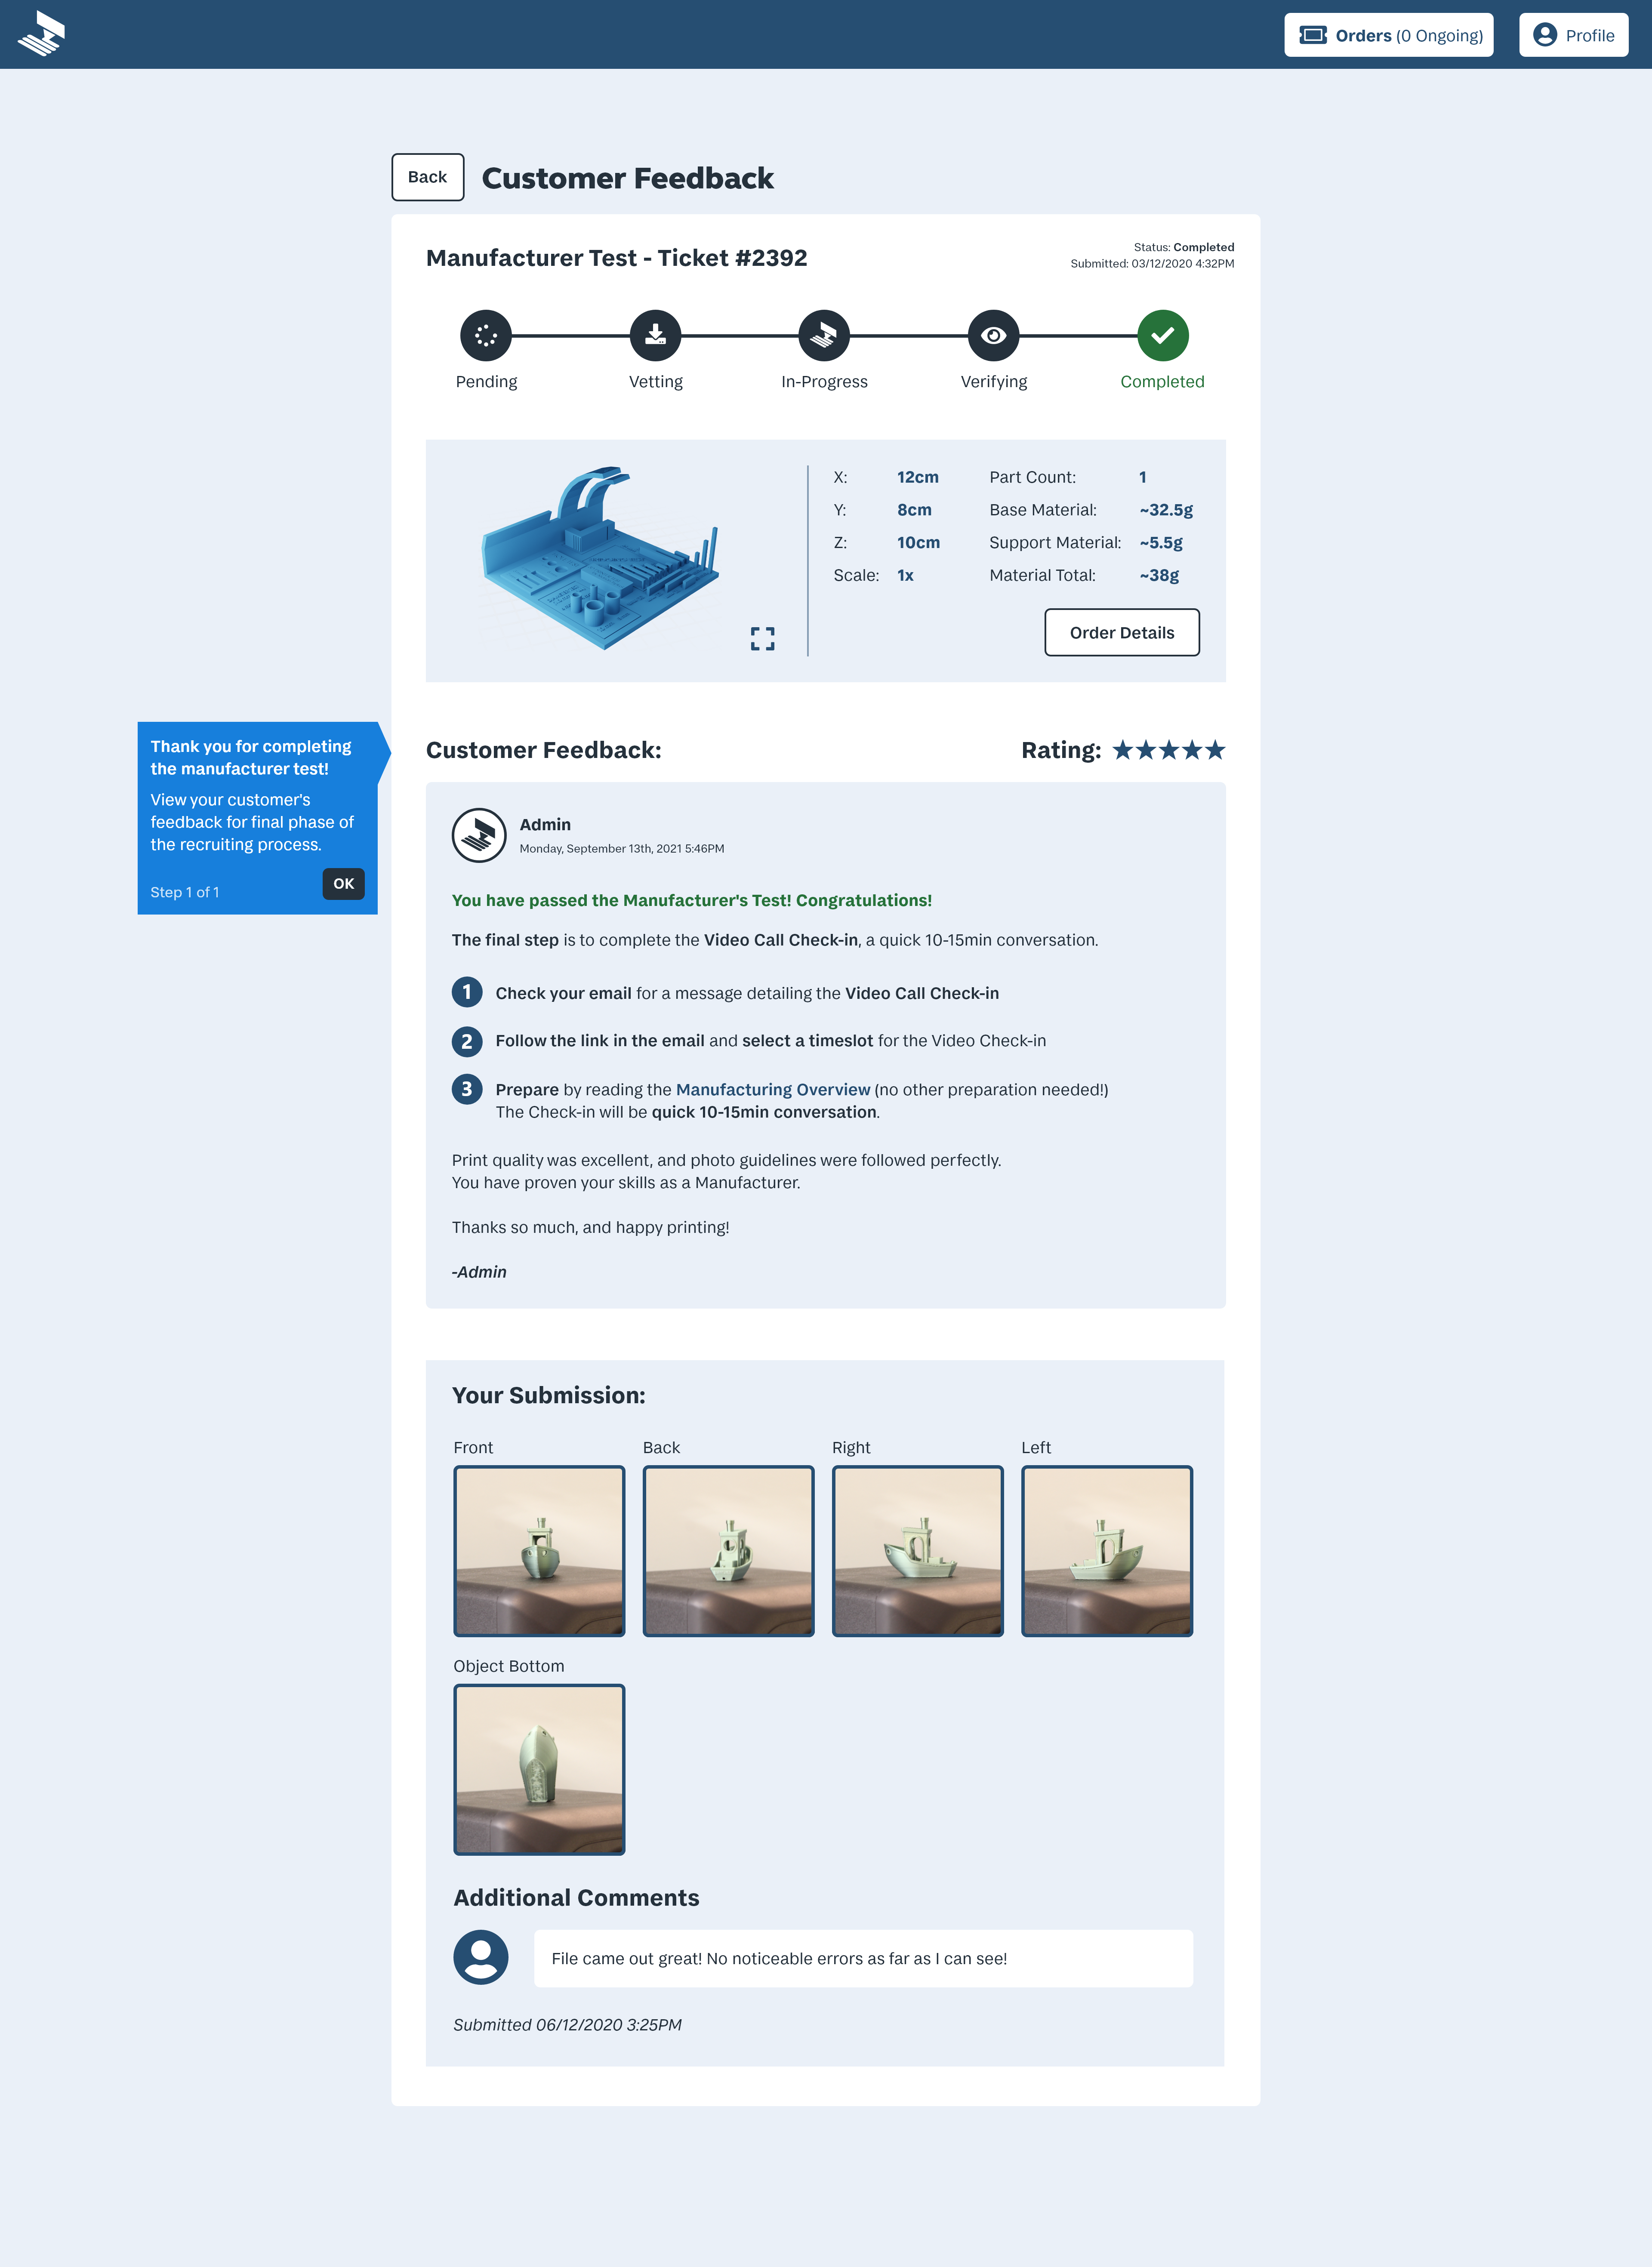 Orders (0 Ongoing)
Profile
Back
Customer Feedback
Manufacturer Test - Ticket #2392
Status: Completed
Submitted: 03/12/2020 4:32PM
Pending
Vetting
In-Progress
Verifying
Completed
X: 12cm
Part Count: 1
Y: 8cm
Base Material: ~32.5g
Z: 10cm
Support Material: ~5.5g
Scale: 1x
Material Total: ~38g
Order Details
Thank you for completing
the manufacturer test!
View your customer's
feedback for final phase of
the recruiting process.
Step 1 of 1
OK
Customer Feedback:
Rating:
Admin
Monday, September 13th, 2021 5:46PM
You have passed the Manufacturer's Test! Congratulations!
The final step is to complete the Video Call Check-in, a quick 10-15min conversation.
1 Check your email for a message detailing the Video Call Check-in
2 Follow the link in the email and select a timeslot for the Video Check-in
3 Prepare by reading the Manufacturing Overview (no other preparation needed!)
The Check-in will be quick 10-15min conversation.
Print quality was excellent, and photo guidelines were followed perfectly.
You have proven your skills as a Manufacturer.
Thanks so much, and happy printing!
-Admin
Your Submission:
Front
Back
Right
Left
Object Bottom
Additional Comments
File came out great! No noticeable errors as far as I can see!
Submitted 06/12/2020 3:25PM